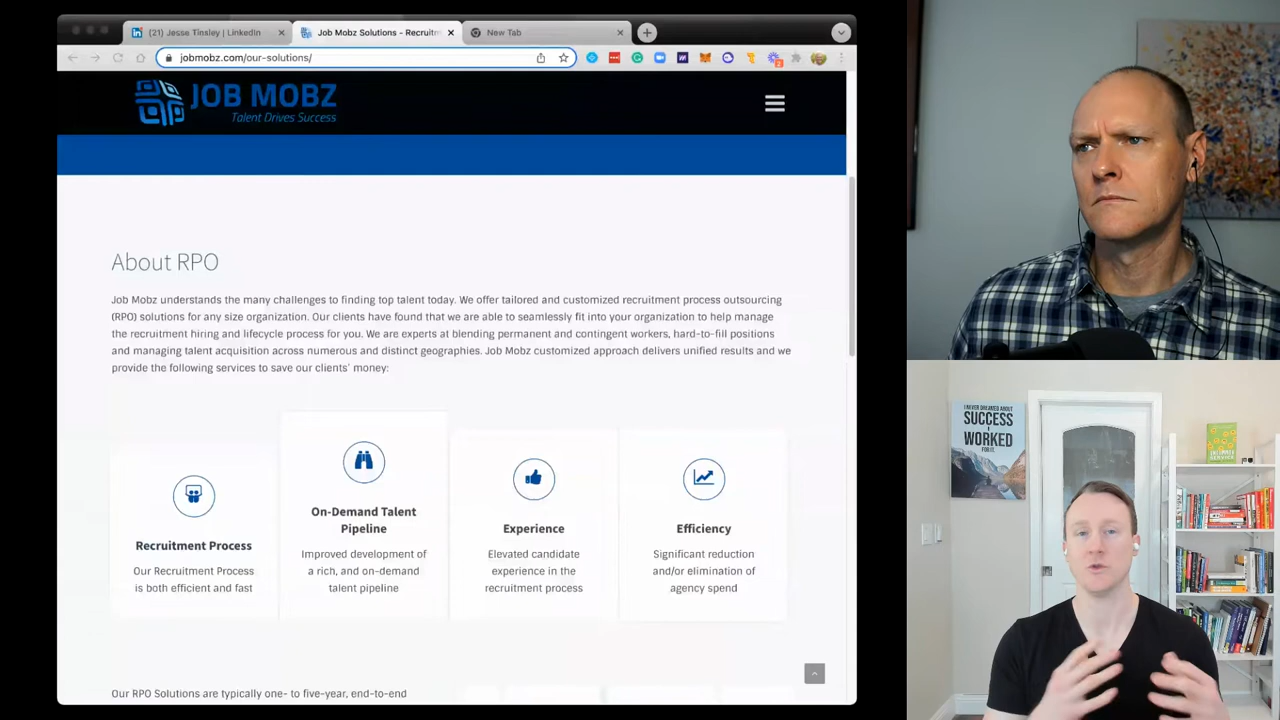 (21) Jesse Tinsley | LinkedIn
Job Mobz Solutions - Recruitm
New Tab
jobmobz.com/our-solutions/
JOB MOBZ
Talent Drives Success
About RPO
Job Mobz understands the many challenges to finding top talent today. We offer tailored and customized recruitment process outsourcing
(RPO) solutions for any size organization. Our clients have found that we are able to seamlessly fit into your organization to help manage
the recruitment hiring and lifecycle process for you. We are experts at blending permanent and contingent workers, hard-to-fill positions
and managing talent acquisition across numerous and distinct geographies. Job Mobz customized approach delivers unified results and we
provide the following services to save our clients' money:
Recruitment Process
Our Recruitment Process
is both efficient and fast
On-Demand Talent
Pipeline
Improved development of
a rich, and on-demand
talent pipeline
Experience
Elevated candidate
experience in the
recruitment process
Efficiency
Significant reduction
and/or elimination of
agency spend
Our RPO Solutions are typically one- to five-year, end-to-end
I NEVER DREAMED ABOUT
SUCCESS
I
WORKED
FOR IT.